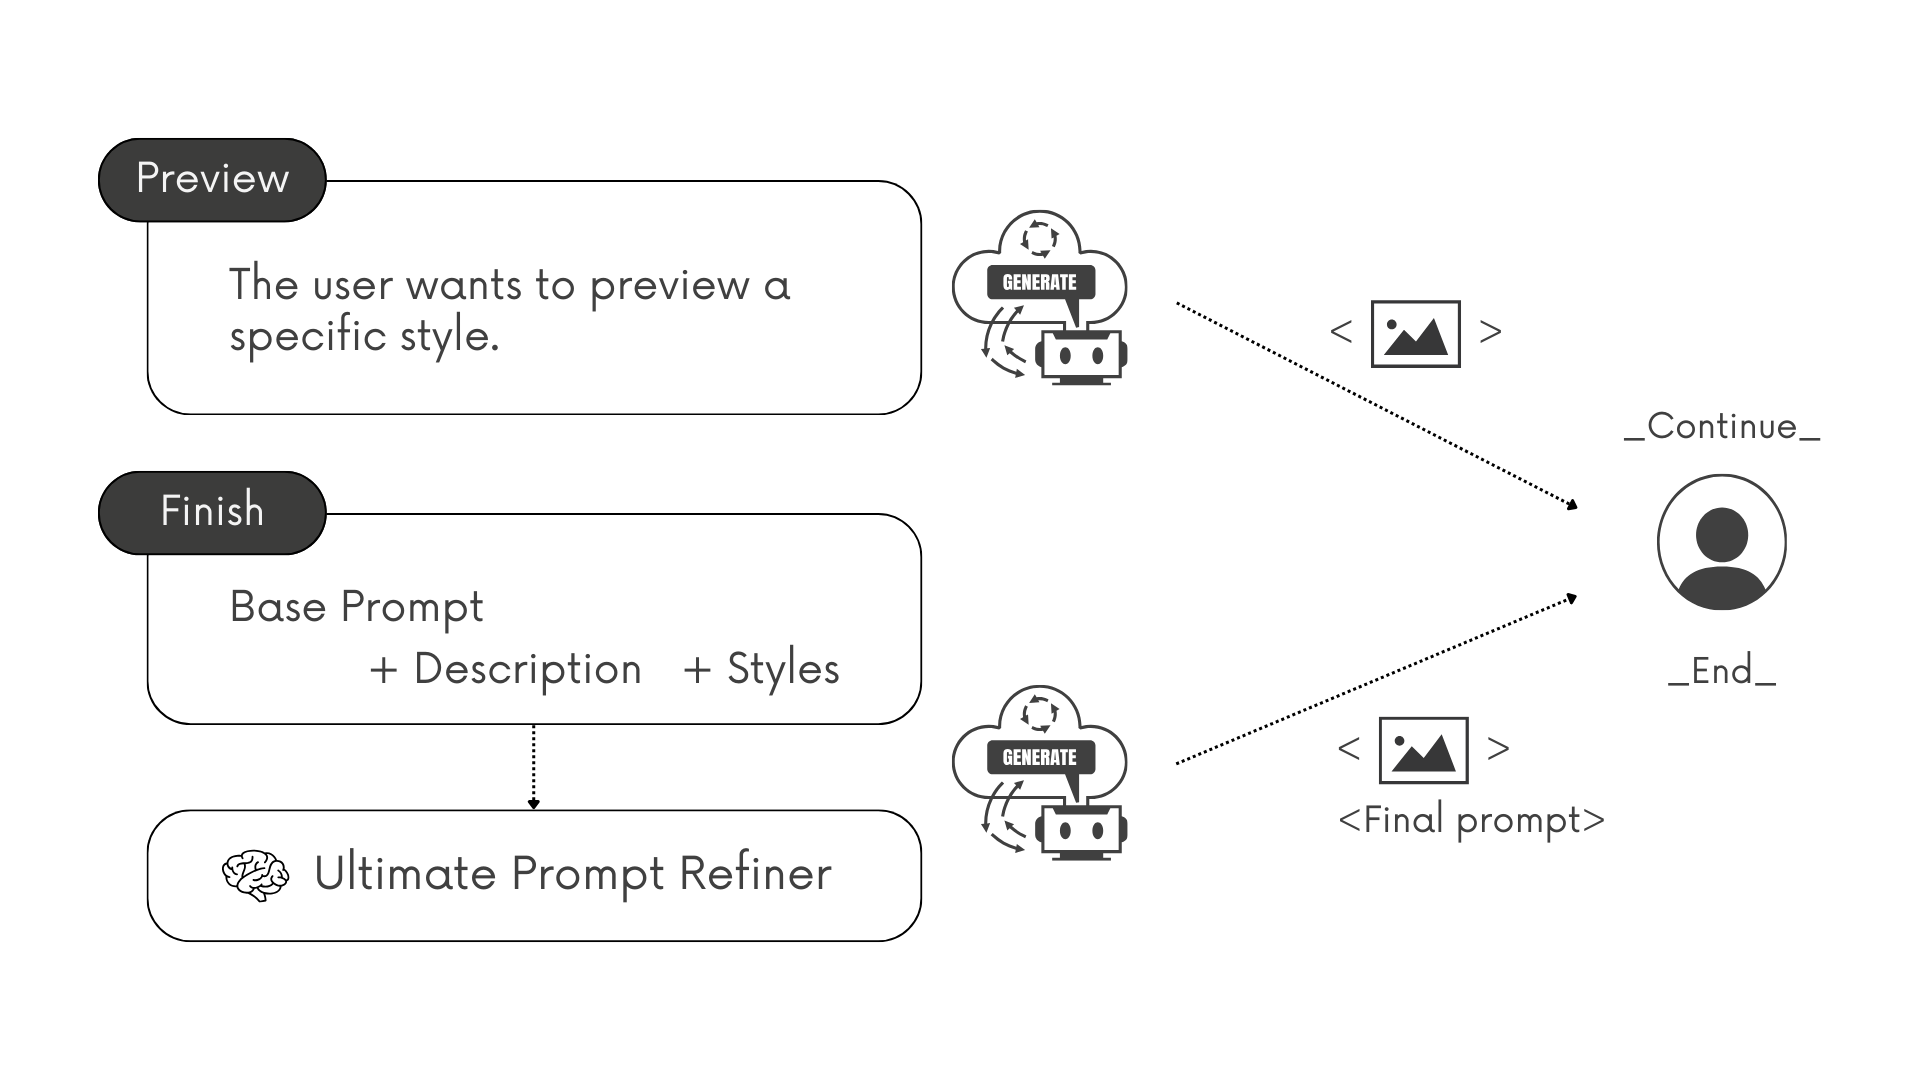 Preview
The user wants to preview a
specific style.
GENERATE
< >
_Continue_
Finish
Base Prompt
+ Description + Styles
_End_
GENERATE
< >
<Final prompt>
Ultimate Prompt Refiner